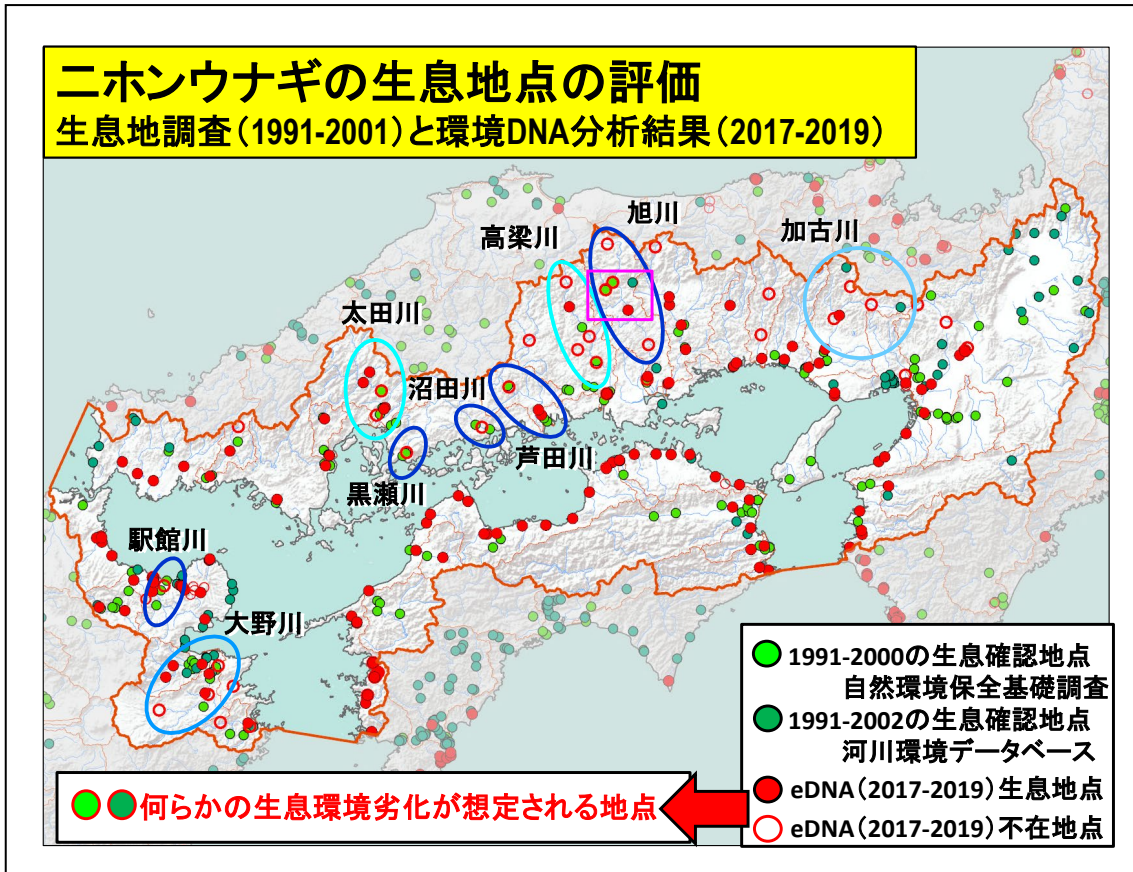 ニホンウナギの生息地点の評価
生息地調査(1991-2001)と環境DNA分析結果(2017-2019)
旭川
高梁川
加古川
太田川
沼田川
芦田川
黒瀬川
駅館川
大野川
1991-2000の生息確認地点
自然環境保全基礎調査
1991-2002の生息確認地点
河川環境データベース
eDNA(2017-2019)生息地点
eDNA(2017-2019)不在地点
何らかの生息環境劣化が想定される地点